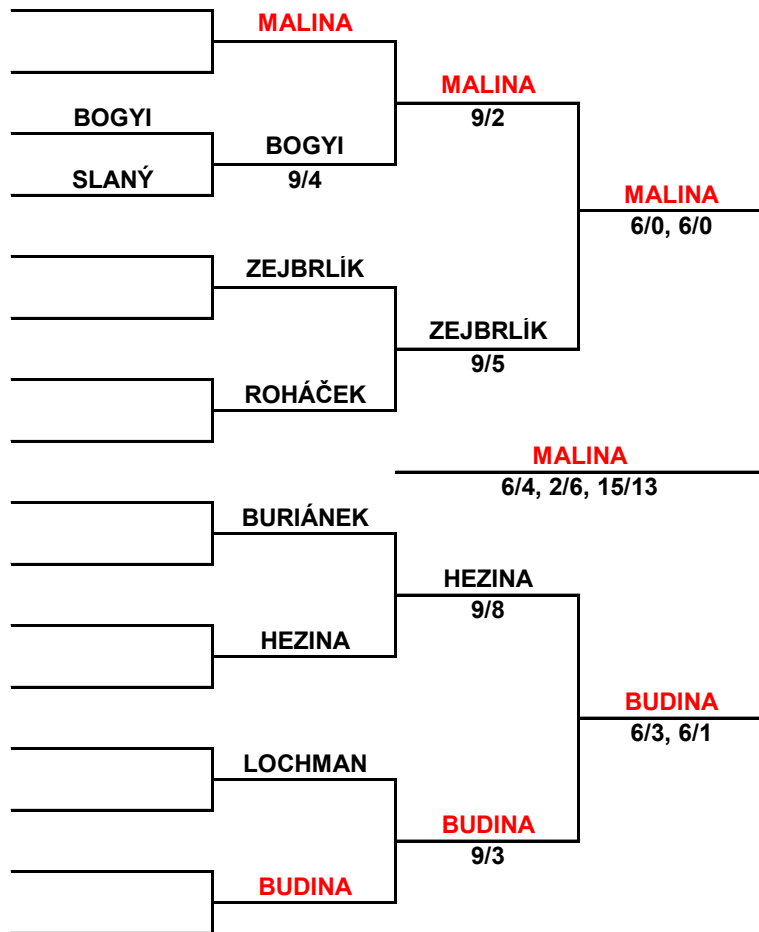 MALINA
MALINA
9/2
BOGYI
BOGYI
9/4
SLANÝ
MALINA
6/0, 6/0
ZEJBRLÍK
ZEJBRLÍK
9/5
ROHÁČEK
MALINA
6/4, 2/6, 15/13
BURIÁNEK
HEZINA
9/8
HEZINA
BUDINA
6/3, 6/1
LOCHMAN
BUDINA
9/3
BUDINA